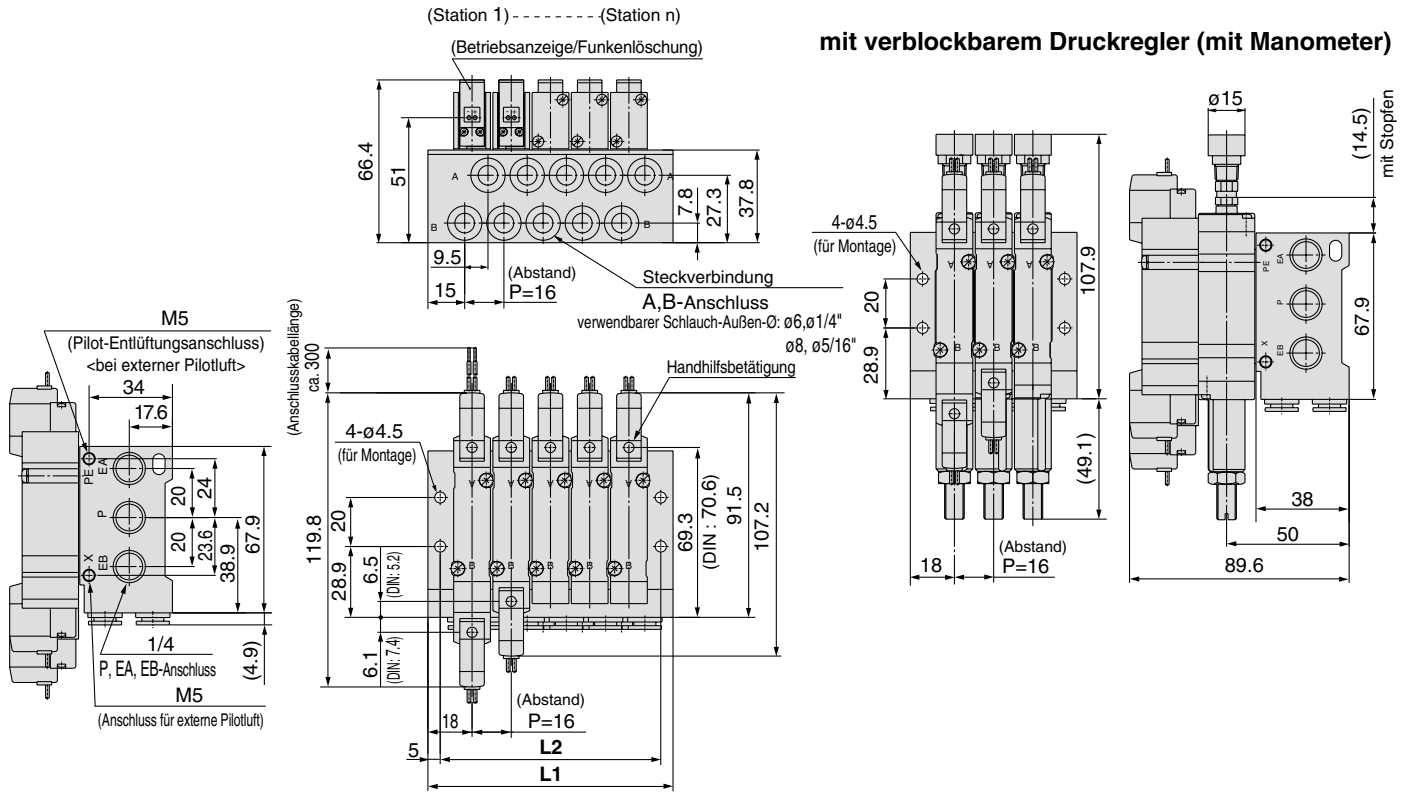 (Station 1) - - - - - - - - - (Station n)
(Betriebsanzeige/Funkenlöschung)
66.4
51
A
A
B
B
7.8
27.3
37.8
9.5
15
(Abstand)
P=16
Steckverbindung
A,B-Anschluss
verwendbarer Schlauch-Außen-Ø: ø6,ø1/4"
ø8, ø5/16"
mit verblockbarem Druckregler (mit Manometer)
M5
(Pilot-Entlüftungsanschluss)
<bei externer Pilotluft>
34
17.6
PE
EA
P
X
EB
20
20
24
23.6
38.9
67.9
(4.9)
1/4
P, EA, EB-Anschluss
M5
(Anschluss für externe Pilotluft)
(Anschlusskabellänge)
ca. 300
Handhilfsbetätigung
4-ø4.5
(für Montage)
119.8
20
28.9
6.5
(DIN: 5.2)
6.1
(DIN: 7.4)
A
A
A
A
A
B
B
B
B
B
69.3
(DIN : 70.6)
91.5
107.2
(Abstand)
18
P=16
5
L2
L1
4-ø4.5
(für Montage)
20
28.9
A
A
A
B
B
B
107.9
(49.1)
(Abstand)
18
P=16
ø15
(14.5)
mit Stopfen
PE
EA
P
X
EB
67.9
38
50
89.6